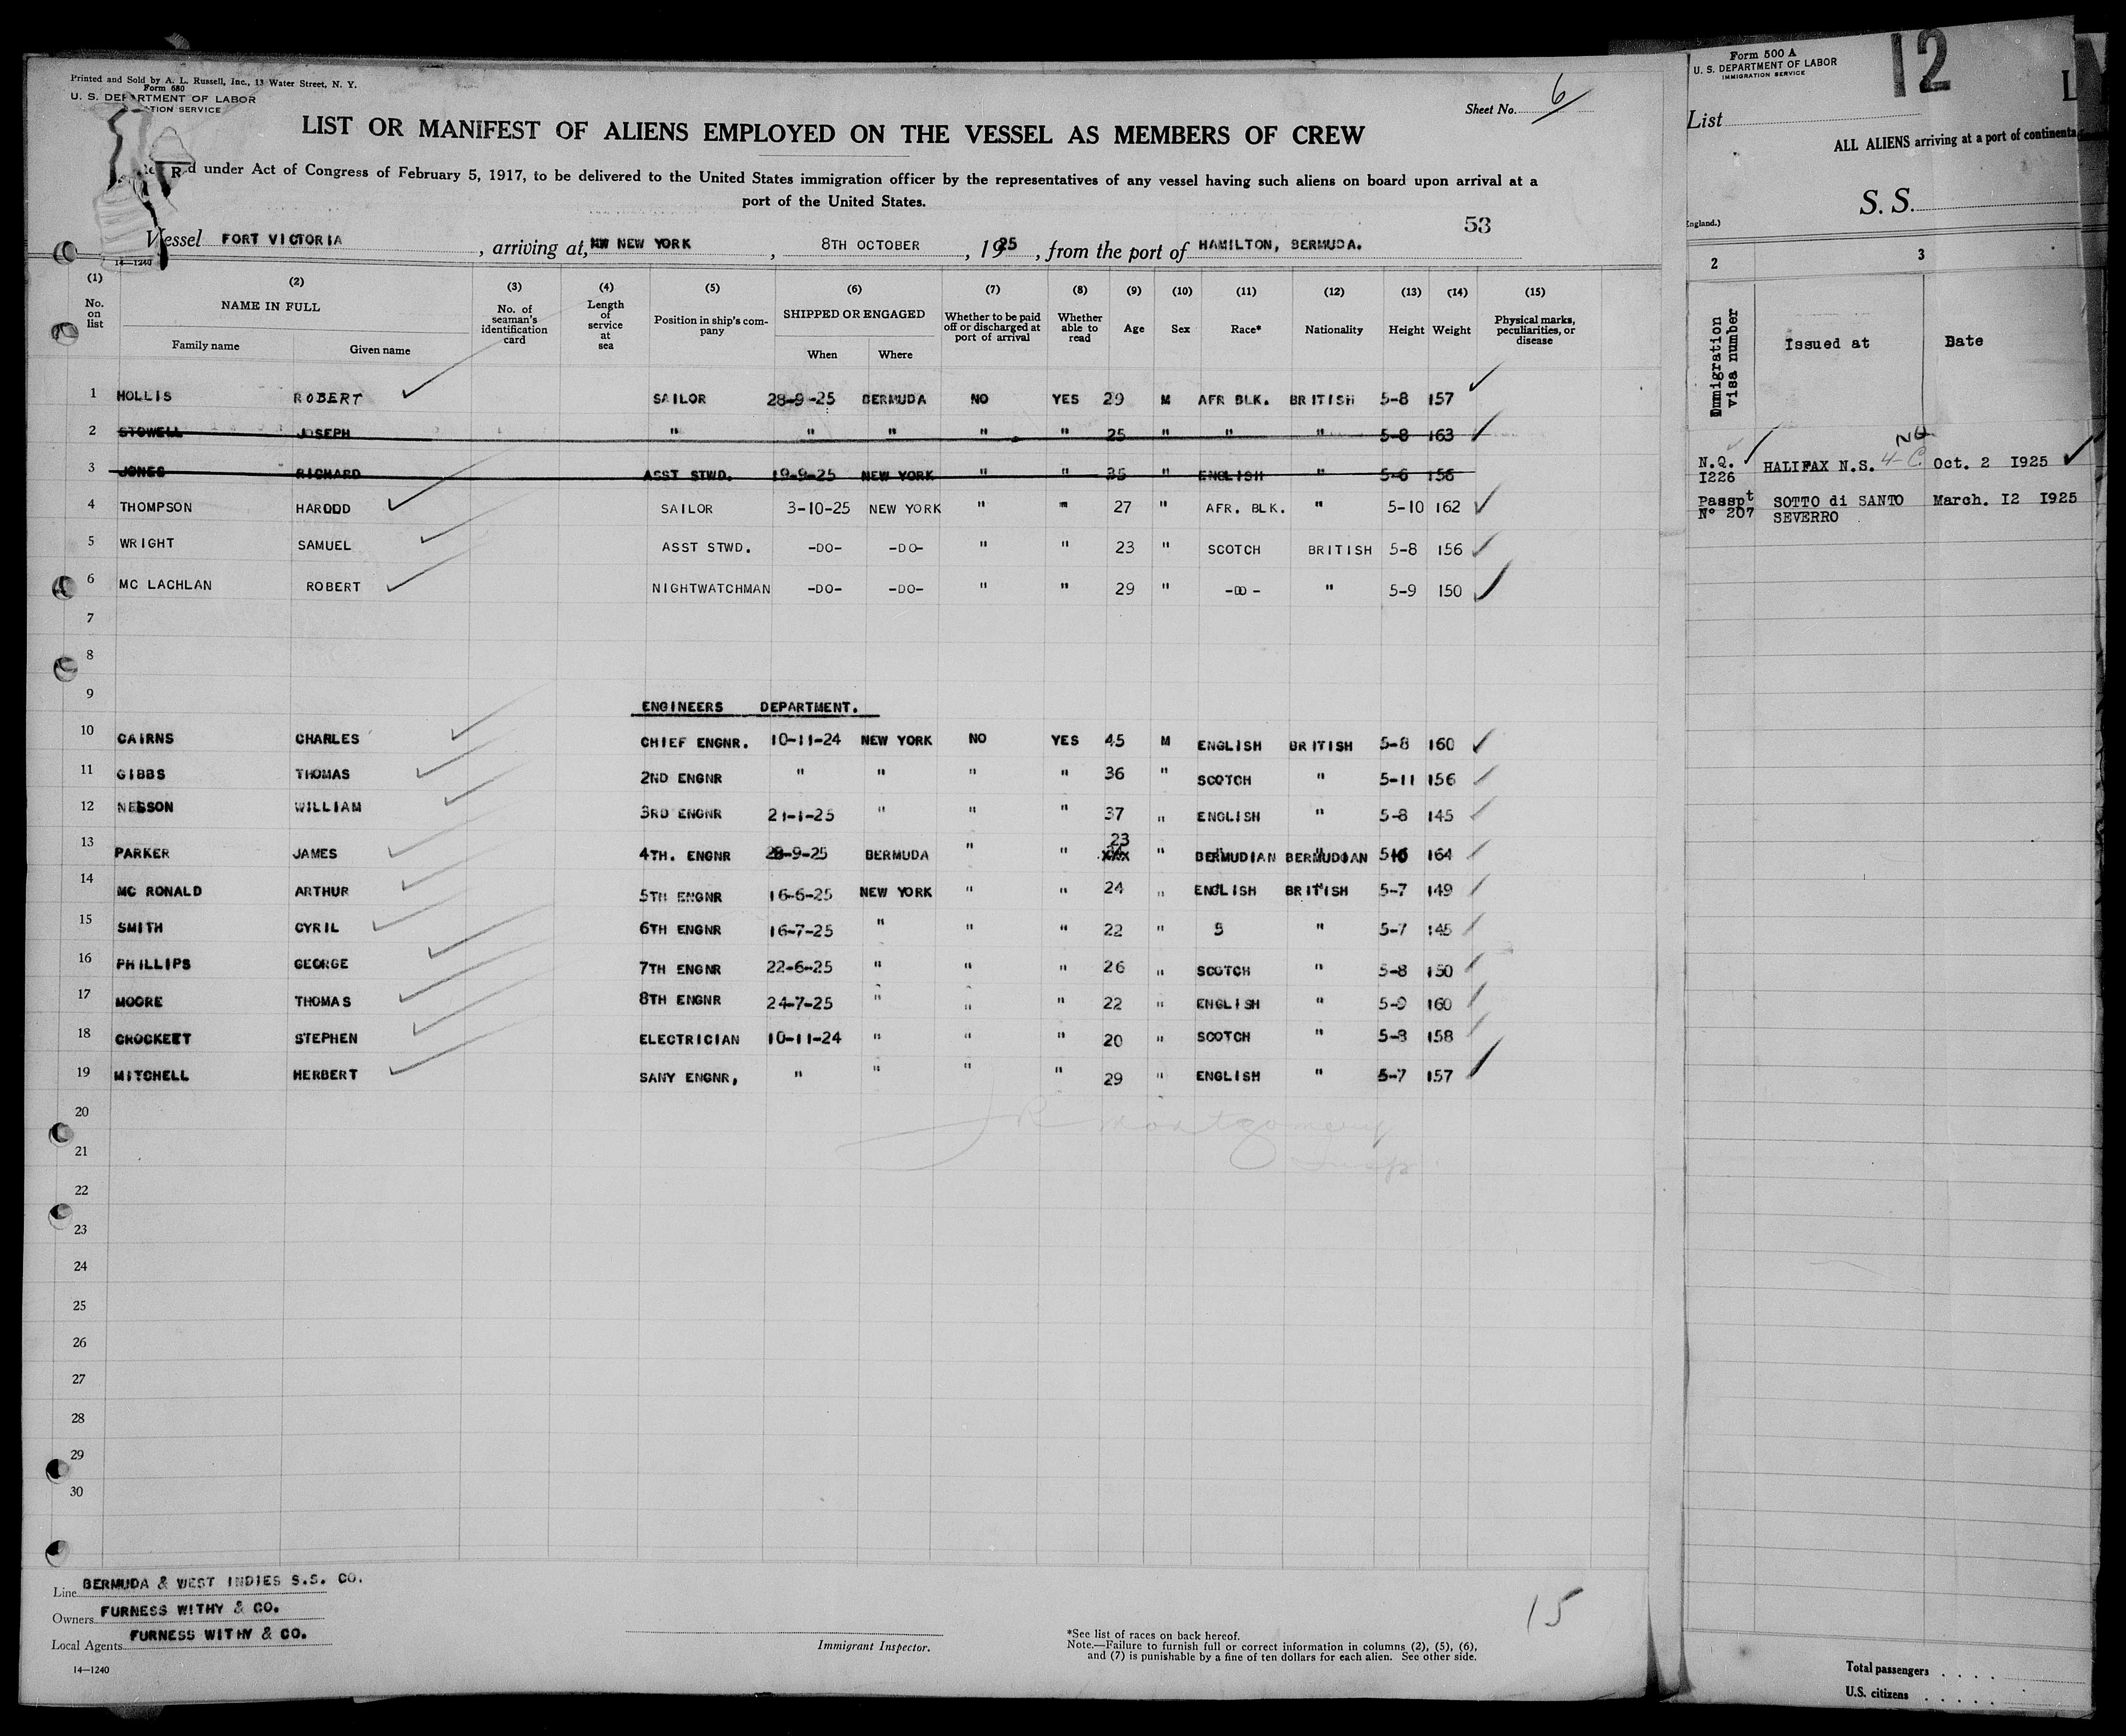 Printed and Sold by A. L. Russell, Inc., 13 Water Street, N. Y.
Form 680
U. S. DEPARTMENT OF LABOR
Sheet No. 6
LIST OR MANIFEST OF ALIENS EMPLOYED ON THE VESSEL AS MEMBERS OF CREW
under Act of Congress of February 5, 1917, to be delivered to the United States immigration officer by the representatives of any vessel having such aliens on board upon arrival at a
port of the United States.
53
Vessel FORT VICTORIA , arriving at, NEW YORK , 8TH OCTOBER , 1925 , from the port of HAMILTON, BERMUDA.
14—1240
(1) (2) (3) (4) (5) (6) (7) (8) (9) (10) (11) (12) (13) (14) (15)
No. on list NAME IN FULL Family name Given name No. of seaman's identification card Length of service at sea Position in ship's company SHIPPED OR ENGAGED When Where Whether to be paid off or discharged at port of arrival Whether able to read Age Sex Race* Nationality Height Weight Physical marks, peculiarities, or disease
1 HOLLIS ROBERT SAILOR 28-9-25 BERMUDA NO YES 29 M AFR BLK. BRITISH 5-8 157
2 STOWELL JOSEPH " " " " " 25 " " " 5-8 163
3 JONES RICHARD ASST STWD. 19-9-25 NEW YORK " " 35 " ENGLISH " 5-6 156
4 THOMPSON HARODD SAILOR 3-10-25 NEW YORK " " 27 " AFR. BLK. " 5-10 162
5 WRIGHT SAMUEL ASST STWD. -DO- -DO- " " 23 " SCOTCH BRITISH 5-8 156
6 MC LACHLAN ROBERT NIGHTWATCHMAN -DO- -DO- " " 29 " -DO- " 5-9 150
7
8
9
ENGINEERS DEPARTMENT.
10 CAIRNS CHARLES CHIEF ENGNR. 10-11-24 NEW YORK NO YES 45 M ENGLISH BRITISH 5-8 160
11 GIBBS THOMAS 2ND ENGNR " " " " 36 " SCOTCH " 5-11 156
12 NESSON WILLIAM 3RD ENGNR 21-1-25 " " " 37 " ENGLISH " 5-8 145
13 PARKER JAMES 4TH. ENGNR 28-9-25 BERMUDA " " 23 " BERMUDIAN BERMUDIAN 5-10 164
14 MC RONALD ARTHUR 5TH ENGNR 16-6-25 NEW YORK " " 24 " ENGLISH BRITISH 5-7 149
15 SMITH CYRIL 6TH ENGNR 16-7-25 " " " 22 " " 5-7 145
16 PHILLIPS GEORGE 7TH ENGNR 22-6-25 " " " 26 " SCOTCH " 5-8 150
17 MOORE THOMAS 8TH ENGNR 24-7-25 " " " 22 " ENGLISH " 5-9 160
18 CROCKETT STEPHEN ELECTRICIAN 10-11-24 " " " 20 " SCOTCH " 5-8 158
19 MITCHELL HERBERT SANY ENGNR, " " " " 29 " ENGLISH " 5-7 157
20
J R Montgomery
21
Insp.
22
23
24
25
26
27
28
29
30
Line BERMUDA & WEST INDIES S.S. CO.
Owners FURNESS WITHY & CO.
Local Agents FURNESS WITHY & CO.
14—1240
Immigrant Inspector.
*See list of races on back hereof.
Note.—Failure to furnish full or correct information in columns (2), (5), (6),
and (7) is punishable by a fine of ten dollars for each alien. See other side.
15
Form 500 A
U. S. DEPARTMENT OF LABOR
IMMIGRATION SERVICE
12
L
List
ALL ALIENS arriving at a port of continenta
S. S.
2 3
Immigration visa number Issued at Date
N.Q. I226 HALIFAX N.S. 4-C NQ Oct. 2 I925
Passpt Nº 207 SOTTO di SANTO SEVERRO March. I2 I925
Total passengers
U.S. citizens